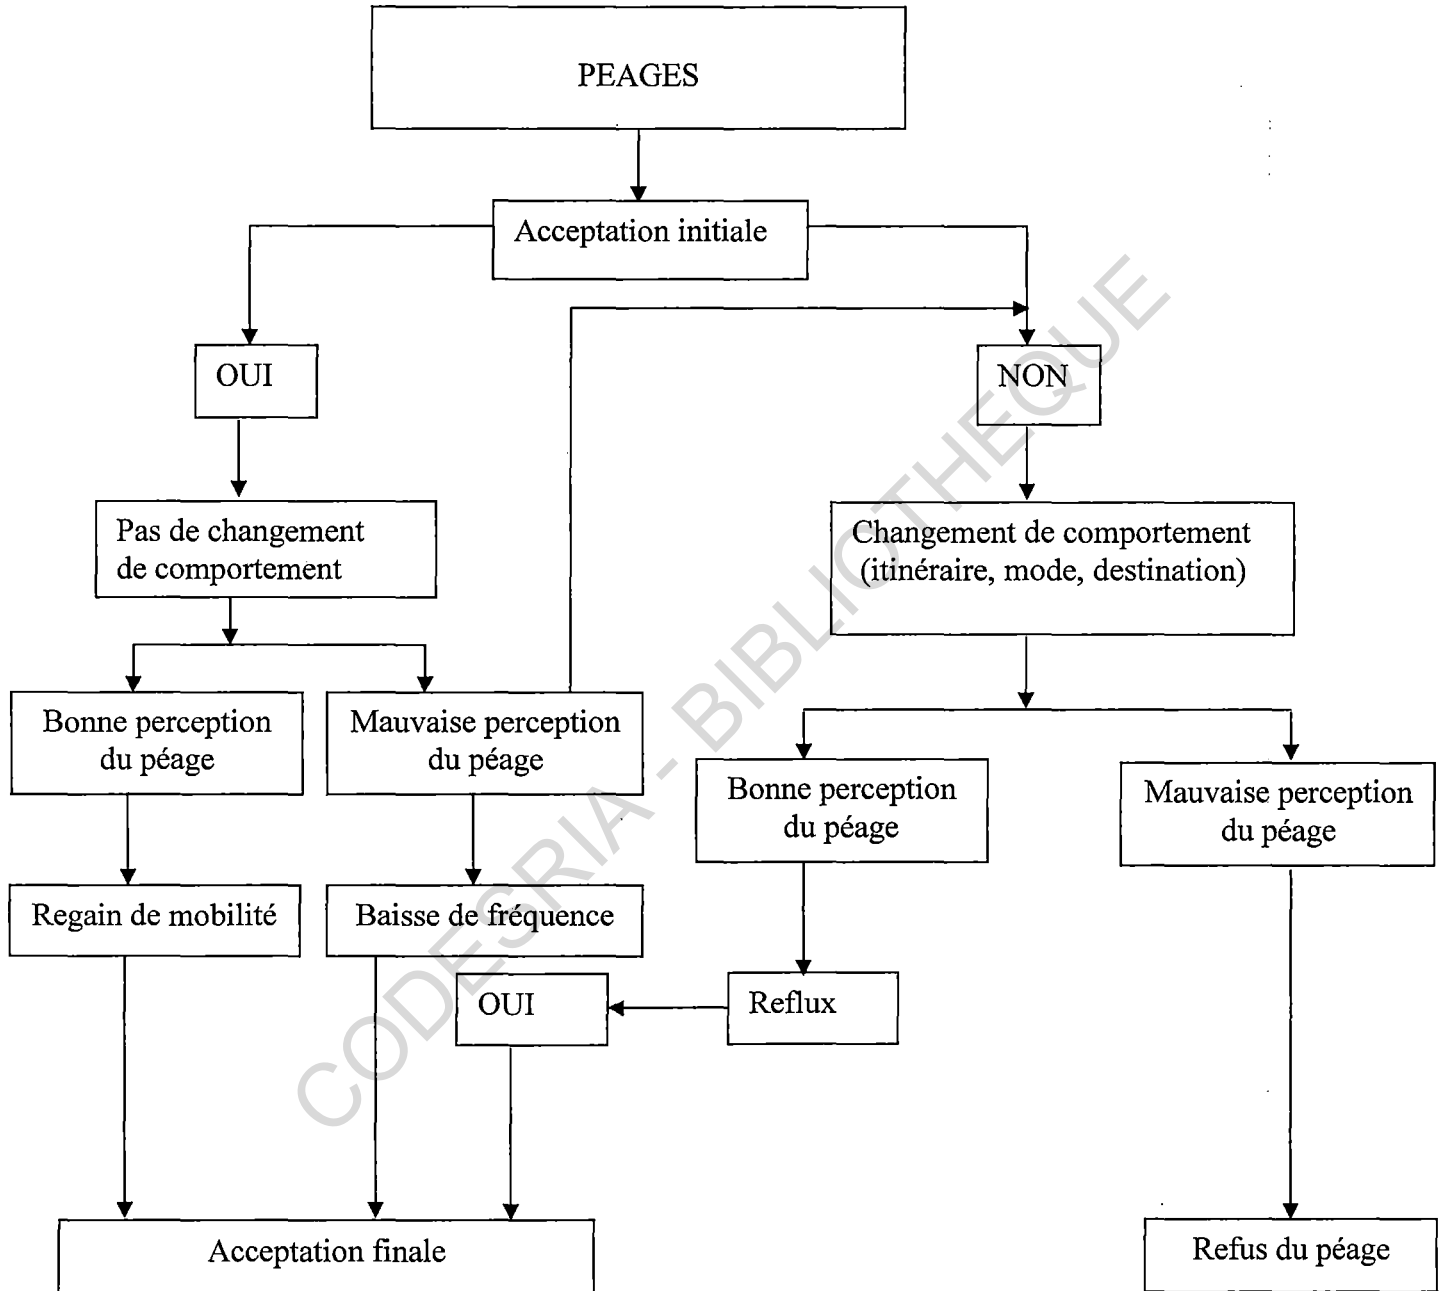 PEAGES
Acceptation initiale
OUI
NON
Pas de changement
de comportement
Changement de comportement
(itinéraire, mode, destination)
Bonne perception
du péage
Mauvaise perception
du péage
Bonne perception
du péage
Mauvaise perception
du péage
Regain de mobilité
Baisse de fréquence
OUI
Reflux
Acceptation finale
Refus du péage
CODESRIA - BIBLIOTHEQUE